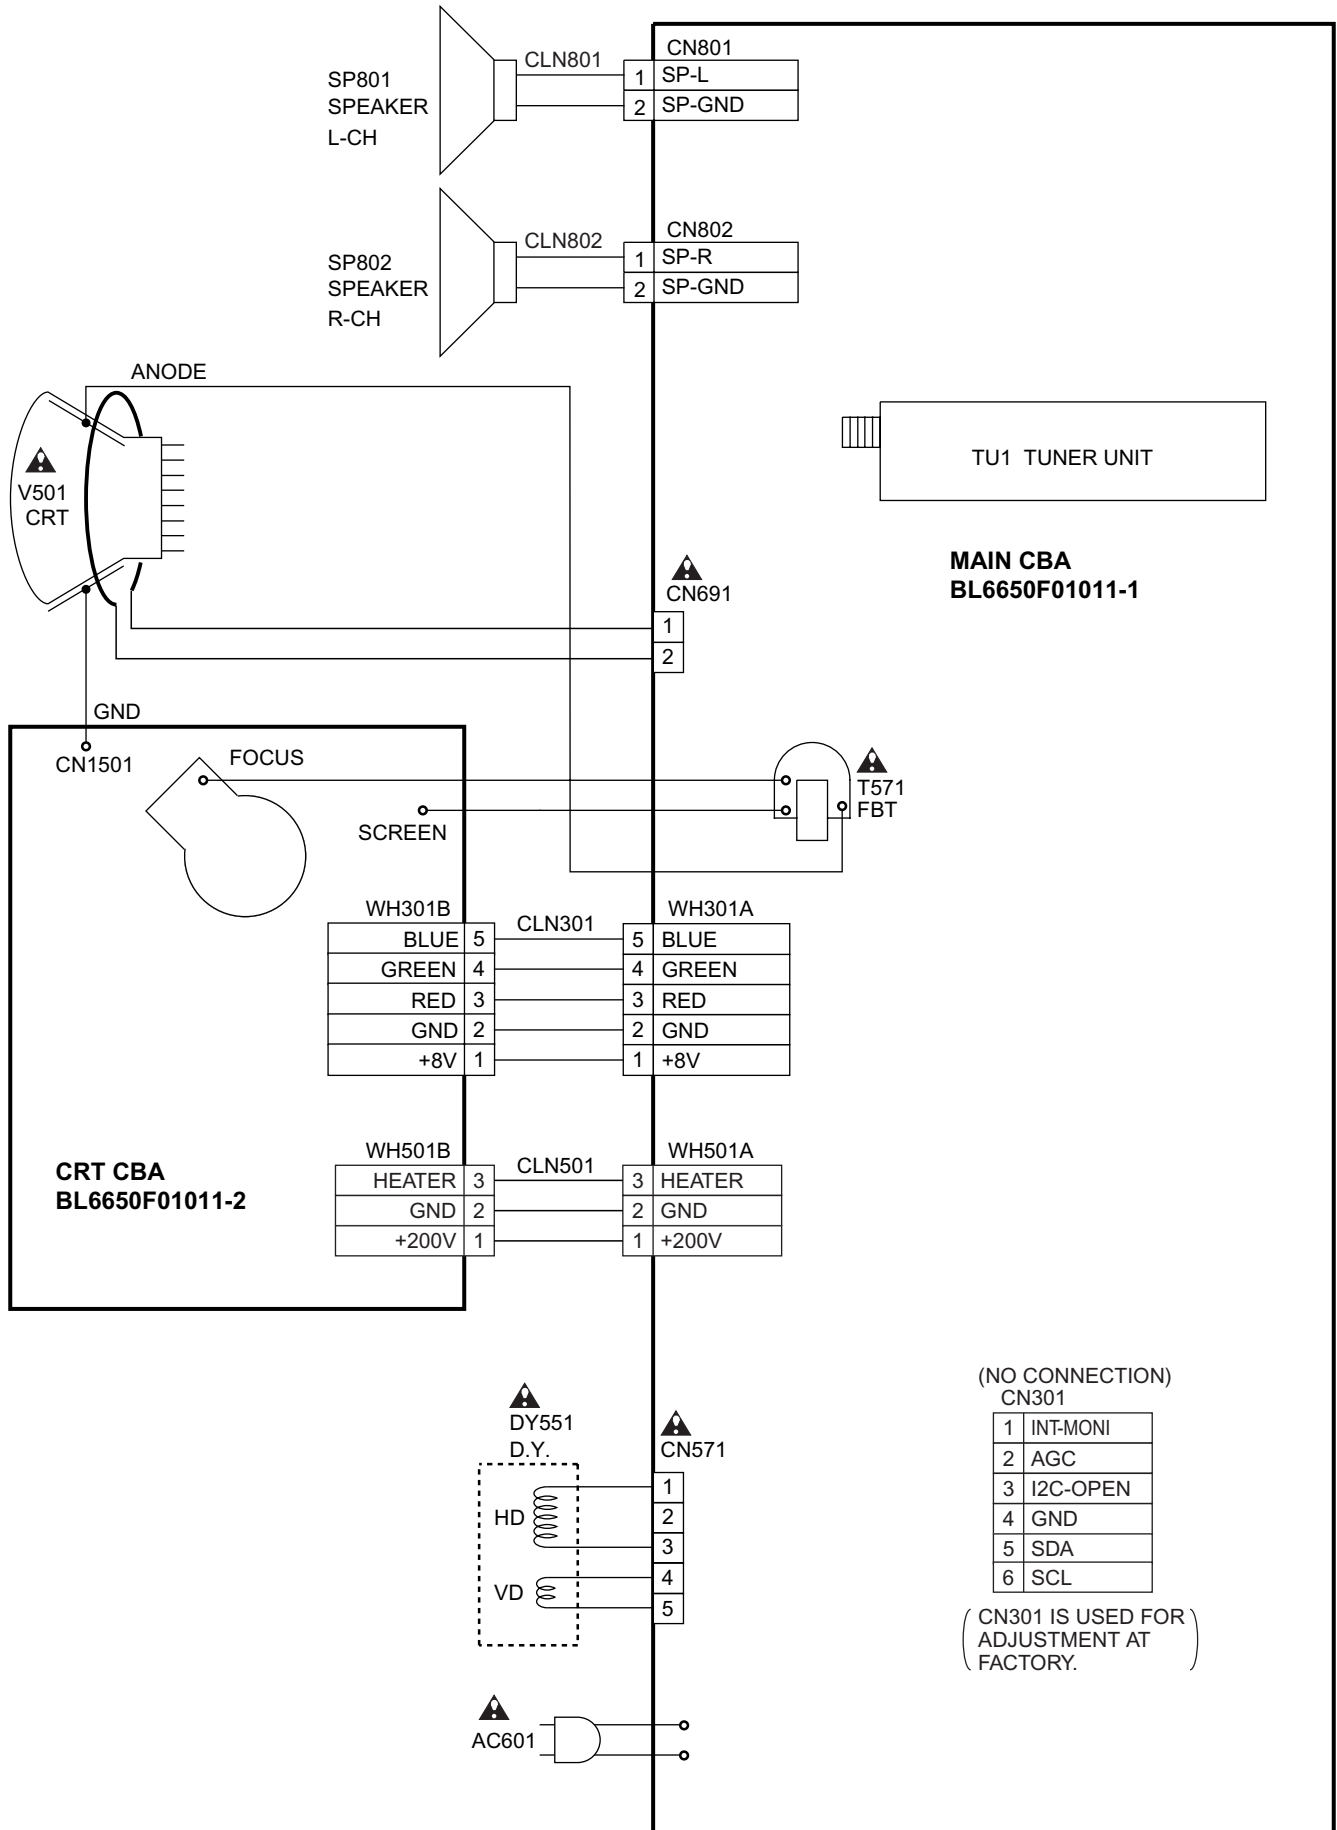 CN801
CLN801
SP801
SPEAKER
L-CH
1 SP-L
2 SP-GND
CN802
CLN802
SP802
SPEAKER
R-CH
1 SP-R
2 SP-GND
ANODE
V501
CRT
TU1 TUNER UNIT
MAIN CBA
BL6650F01011-1
CN691
1
2
GND
CN1501
FOCUS
SCREEN
T571
FBT
WH301B
CLN301
WH301A
BLUE 5 5 BLUE
GREEN 4 4 GREEN
RED 3 3 RED
GND 2 2 GND
+8V 1 1 +8V
CRT CBA
BL6650F01011-2
WH501B
CLN501
WH501A
HEATER 3 3 HEATER
GND 2 2 GND
+200V 1 1 +200V
DY551
D.Y.
HD
VD
CN571
1
2
3
4
5
(NO CONNECTION)
CN301
1 INT-MONI
2 AGC
3 I2C-OPEN
4 GND
5 SDA
6 SCL
( CN301 IS USED FOR
ADJUSTMENT AT
FACTORY. )
AC601